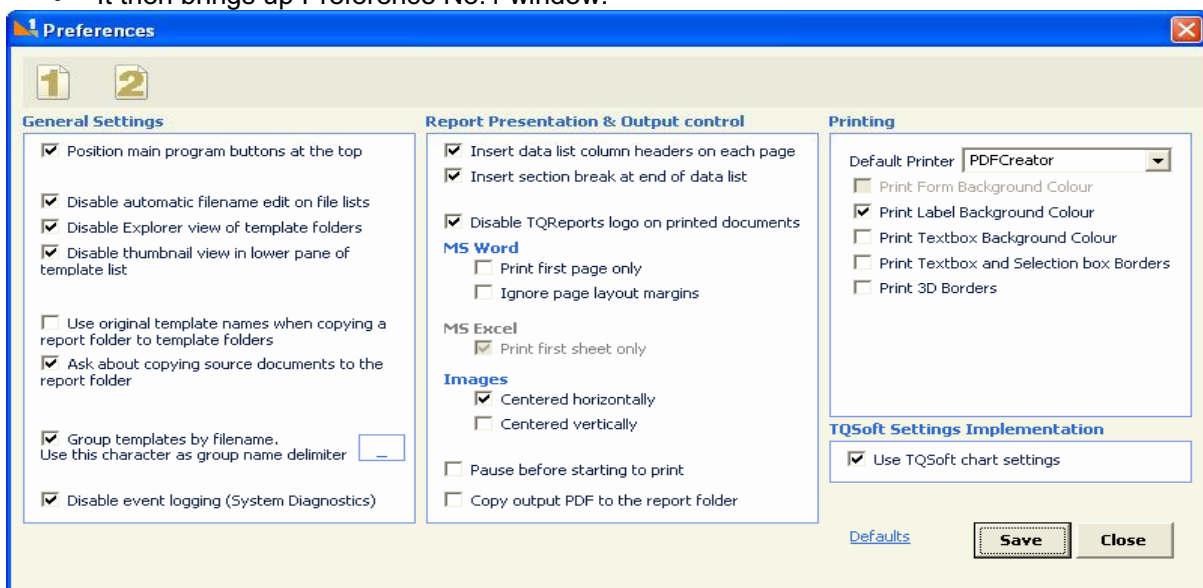 It then brings up Preference No.1 window.
1 Preferences
1 2
General Settings
Position main program buttons at the top
Disable automatic filename edit on file lists
Disable Explorer view of template folders
Disable thumbnail view in lower pane of
template list
Use original template names when copying a
report folder to template folders
Ask about copying source documents to the
report folder
Group templates by filename.
Use this character as group name delimiter _
Disable event logging (System Diagnostics)
Report Presentation & Output control
Insert data list column headers on each page
Insert section break at end of data list
Disable TQReports logo on printed documents
MS Word
Print first page only
Ignore page layout margins
MS Excel
Print first sheet only
Images
Centered horizontally
Centered vertically
Pause before starting to print
Copy output PDF to the report folder
Printing
Default Printer PDFCreator
Print Form Background Colour
Print Label Background Colour
Print Textbox Background Colour
Print Textbox and Selection box Borders
Print 3D Borders
TQSoft Settings Implementation
Use TQSoft chart settings
Defaults Save Close